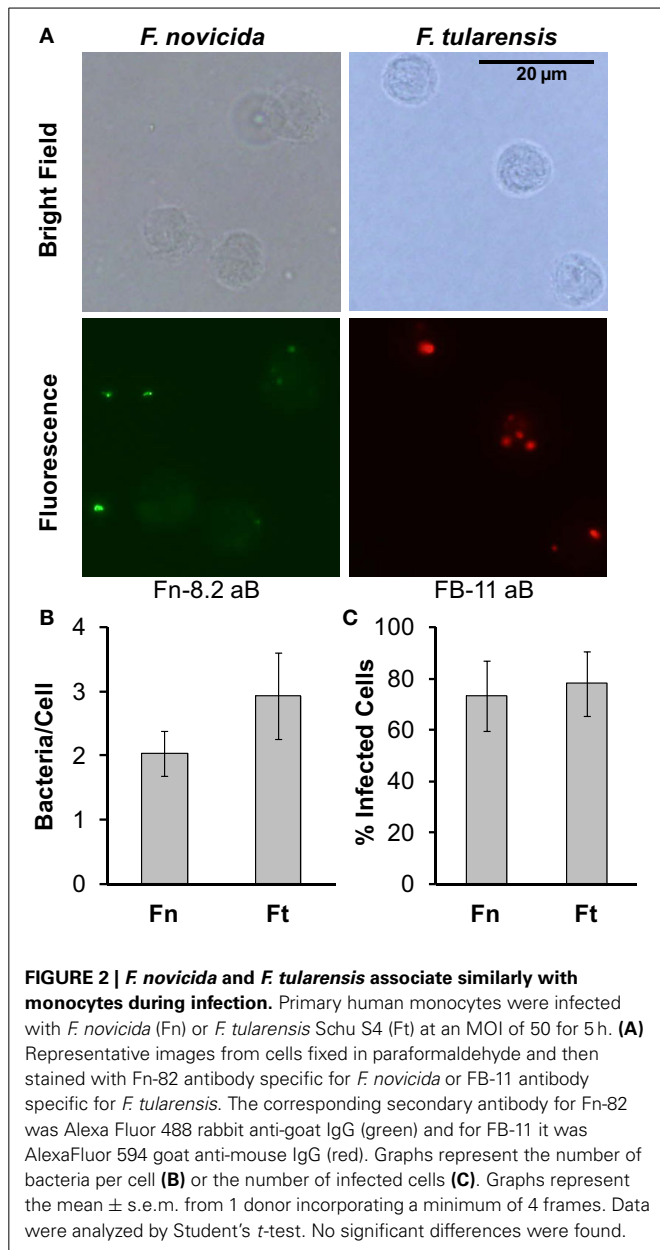 A
F. novicida
F. tularensis
20 µm
Bright Field
Fluorescence
Fn-8.2 aB
FB-11 aB
B
4
3
2
1
0
Bacteria/Cell
Fn
Ft
C
100
80
60
40
20
0
% Infected Cells
Fn
Ft
FIGURE 2 | F. novicida and F. tularensis associate similarly with
monocytes during infection. Primary human monocytes were infected
with F. novicida (Fn) or F. tularensis Schu S4 (Ft) at an MOI of 50 for 5 h. (A)
Representative images from cells fixed in paraformaldehyde and then
stained with Fn-82 antibody specific for F. novicida or FB-11 antibody
specific for F. tularensis. The corresponding secondary antibody for Fn-82
was Alexa Fluor 488 rabbit anti-goat IgG (green) and for FB-11 it was
AlexaFluor 594 goat anti-mouse IgG (red). Graphs represent the number of
bacteria per cell (B) or the number of infected cells (C). Graphs represent
the mean ± s.e.m. from 1 donor incorporating a minimum of 4 frames. Data
were analyzed by Student's t-test. No significant differences were found.